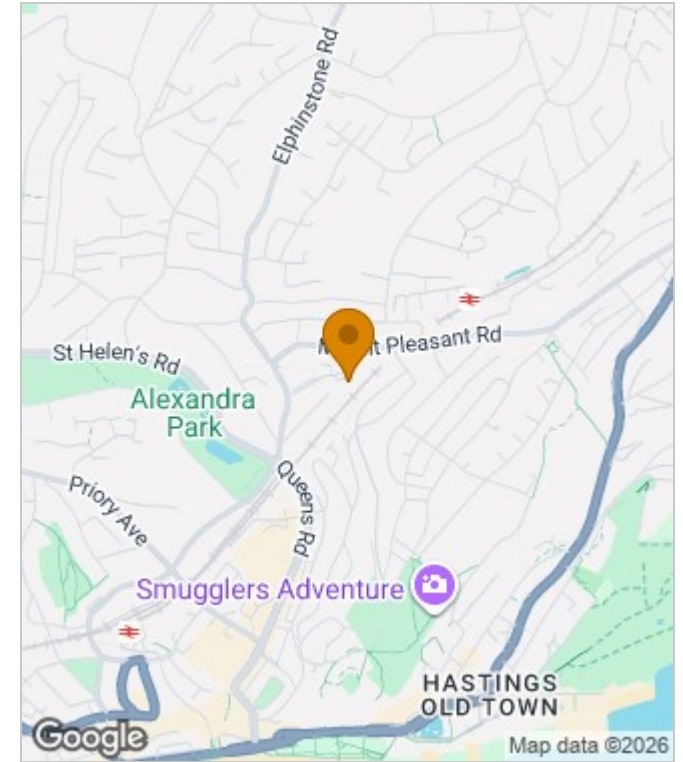 Elphinstone Rd
Pleasant Rd
St Helen's Rd
Alexandra
Park
Queens Rd
Priory Ave
Smugglers Adventure
HASTINGS
OLD TOWN
Google
Map data ©2026